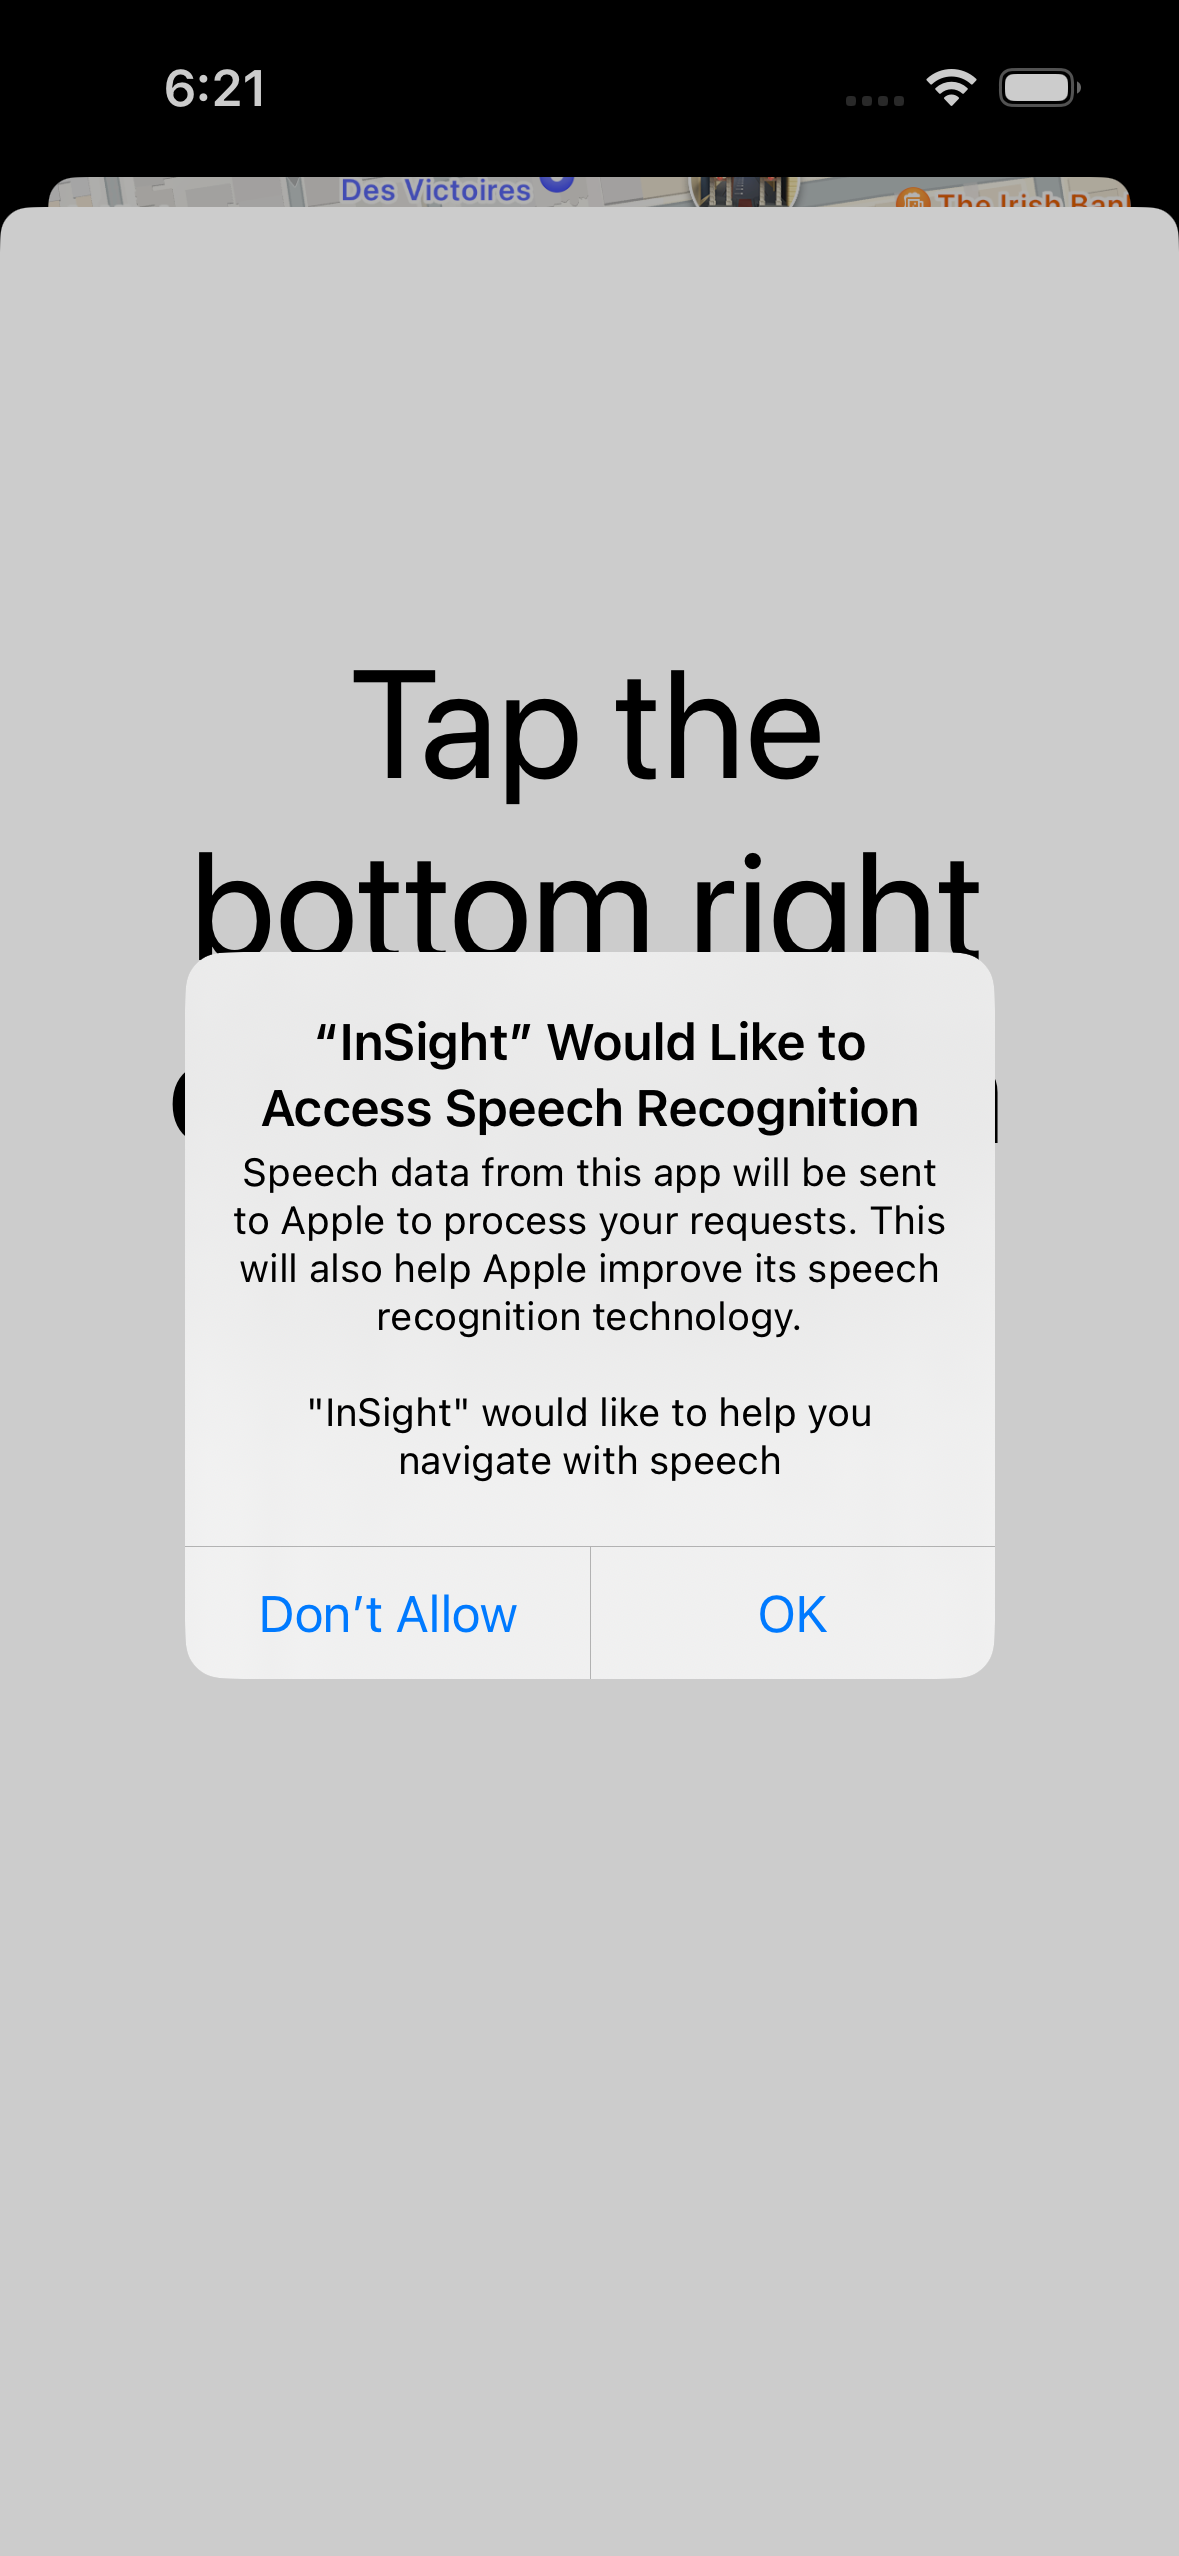 6:21
Des Victoires
The Irish Ban
Tap the
bottom right
“InSight” Would Like to
Access Speech Recognition
Speech data from this app will be sent
to Apple to process your requests. This
will also help Apple improve its speech
recognition technology.
"InSight" would like to help you
navigate with speech
Don’t Allow
OK